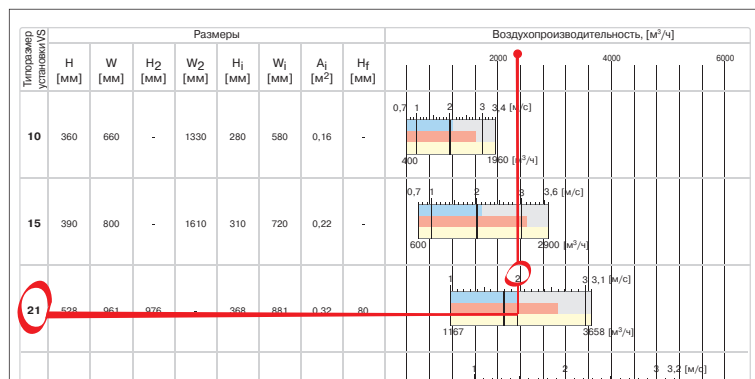 Типоразмер установки VS
Размеры
Воздухопроизводительность, [м³/ч]
H [мм]
W [мм]
H2 [мм]
W2 [мм]
Hi [мм]
Wi [мм]
Ai [м²]
Hf [мм]
2000 4000 6000
10 360 660 - 1330 280 580 0,16 -
0,7 1 2 3 3,4 [м/с]
400 1960 [м³/ч]
15 390 800 - 1610 310 720 0,22 -
0,7 1 2 3 3,6 [м/с]
600 2900 [м³/ч]
21 528 961 976 - 368 881 0,32 80
1 2 3 3,1 [м/с]
1167 3658 [м³/ч]
1 2 3 3,2 [м/с]